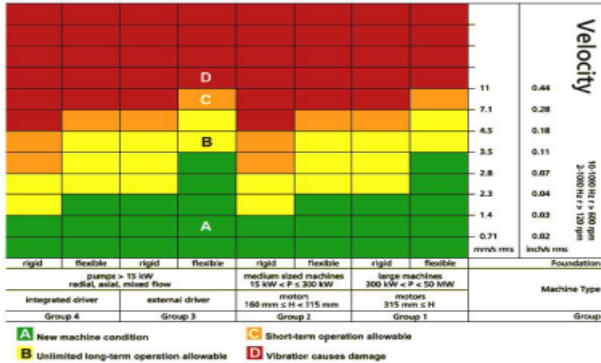 Velocity
10-1000 Hz r > 600 rpm
2-1000 Hz r > 120 rpm
D
C
B
A
11 0.44
7.1 0.28
4.5 0.18
3.5 0.11
2.8 0.07
2.3 0.04
1.4 0.03
0.71 0.02
mm/s rms inch/s rms
rigid flexible rigid flexible rigid flexible rigid flexible Foundation
pumps > 15 kW medium sized machines large machines
radial, axial, mixed flow 15 kW < P ≤ 300 kW 300 kW < P < 50 MW
Machine Type
integrated driver external driver motors motors
160 mm ≤ H < 315 mm 315 mm ≤ H
Group 4 Group 3 Group 2 Group 1 Group
A New machine condition C Short-term operation allowable
B Unlimited long-term operation allowable D Vibration causes damage